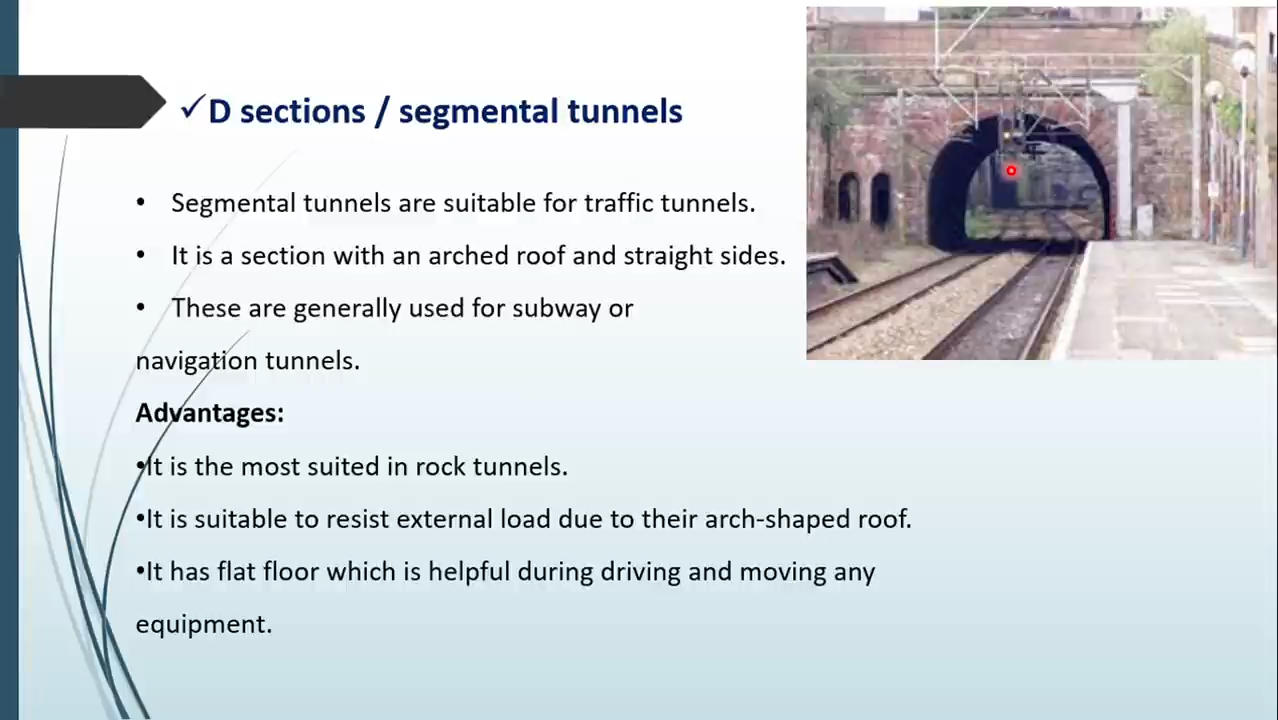 ✓D sections / segmental tunnels
• Segmental tunnels are suitable for traffic tunnels.
• It is a section with an arched roof and straight sides.
• These are generally used for subway or
navigation tunnels.
Advantages:
•It is the most suited in rock tunnels.
•It is suitable to resist external load due to their arch-shaped roof.
•It has flat floor which is helpful during driving and moving any
equipment.